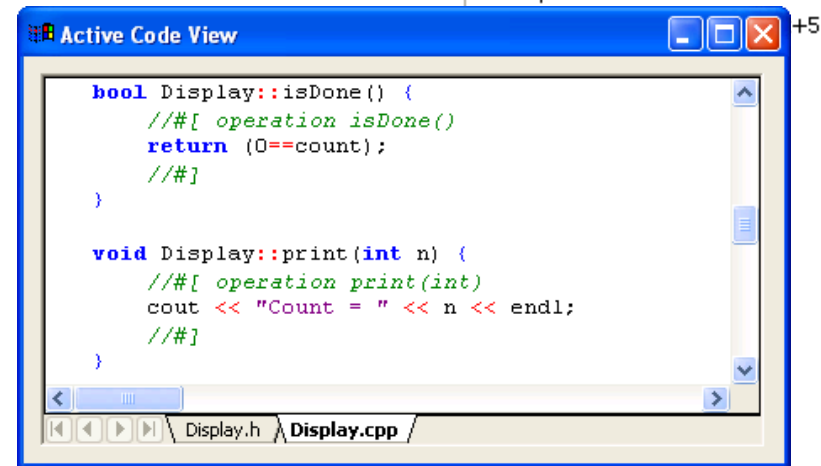 Active Code View
+5
bool Display::isDone() {
//#[ operation isDone()
return (0==count);
//#]
}
void Display::print(int n) {
//#[ operation print(int)
cout << "Count = " << n << endl;
//#]
}
Display.h Display.cpp